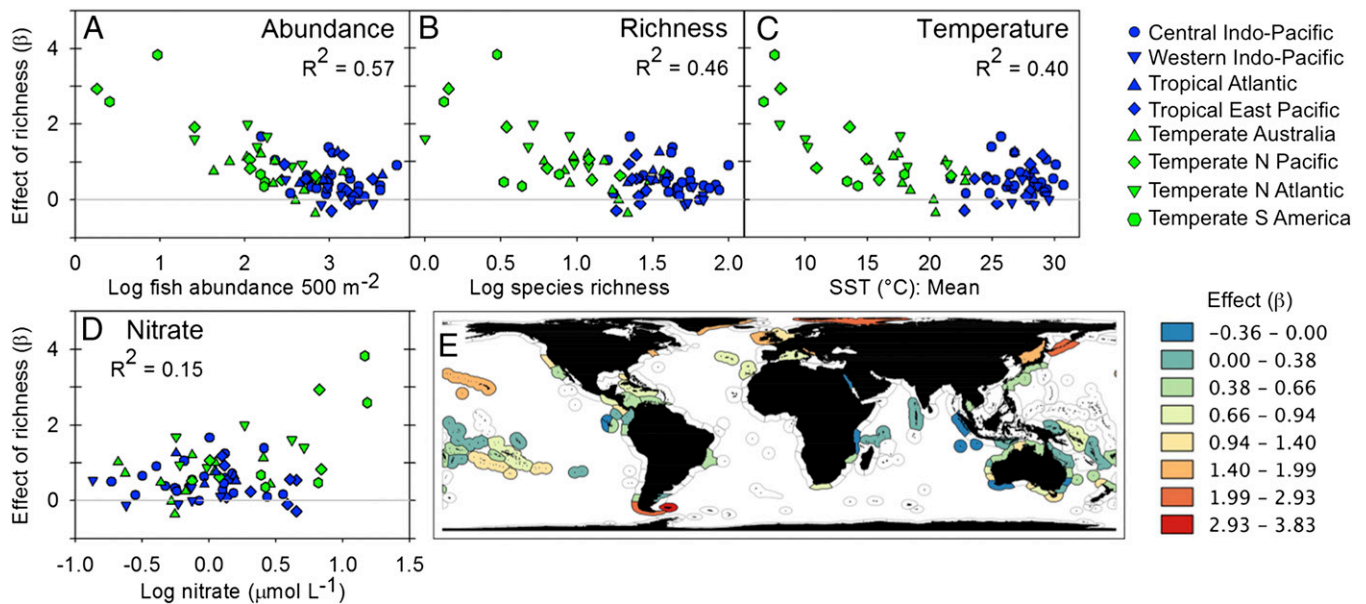 A Abundance
R² = 0.57
B Richness
R² = 0.46
C Temperature
R² = 0.40
Effect of richness (β)
4
2
0
0 1 2 3 4
Log fish abundance 500 m⁻²
0.0 0.5 1.0 1.5 2.0
Log species richness
10 15 20 25 30
SST (°C): Mean
Central Indo-Pacific
Western Indo-Pacific
Tropical Atlantic
Tropical East Pacific
Temperate Australia
Temperate N Pacific
Temperate N Atlantic
Temperate S America
D Nitrate
R² = 0.15
Effect of richness (β)
4
2
0
-1.0 -0.5 0.0 0.5 1.0 1.5
Log nitrate (μmol L⁻¹)
E
Effect (β)
−0.36 – 0.00
0.00 – 0.38
0.38 – 0.66
0.66 – 0.94
0.94 – 1.40
1.40 – 1.99
1.99 – 2.93
2.93 – 3.83